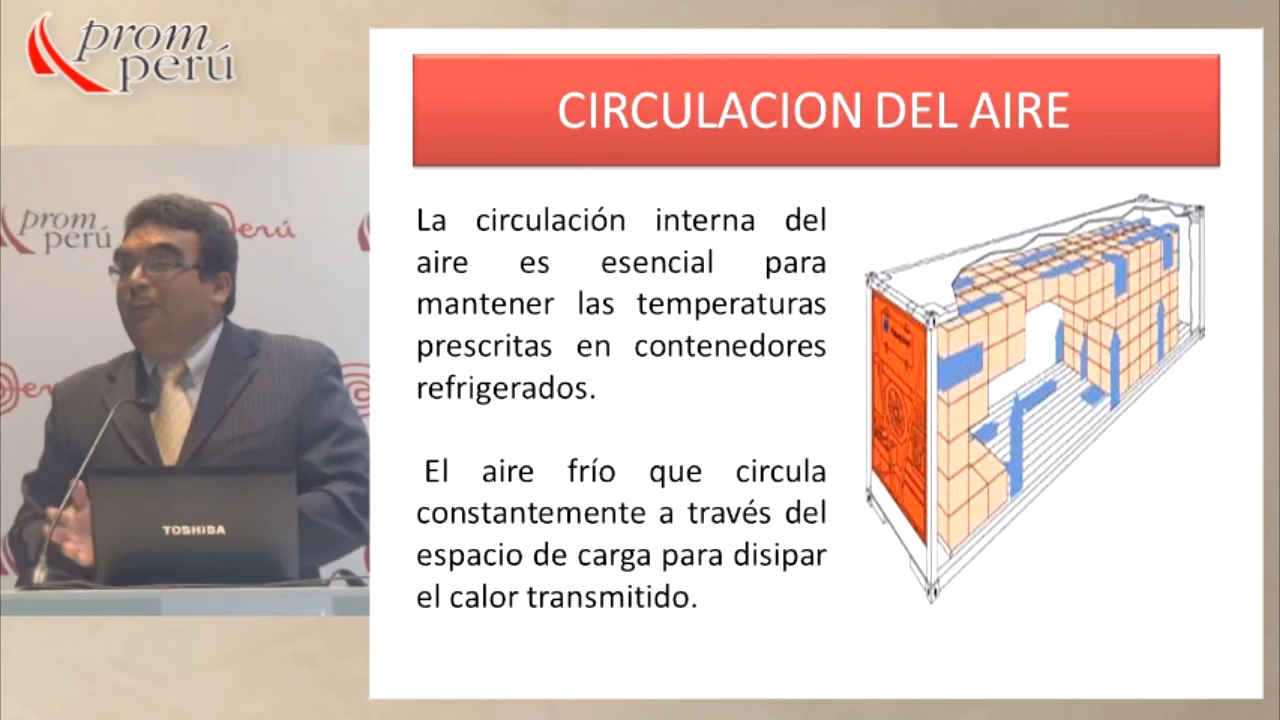 prom
perú
CIRCULACION DEL AIRE
La circulación interna del
aire es esencial para
mantener las temperaturas
prescritas en contenedores
refrigerados.
El aire frío que circula
constantemente a través del
espacio de carga para disipar
el calor transmitido.
prom
perú
Perú
TOSHIBA